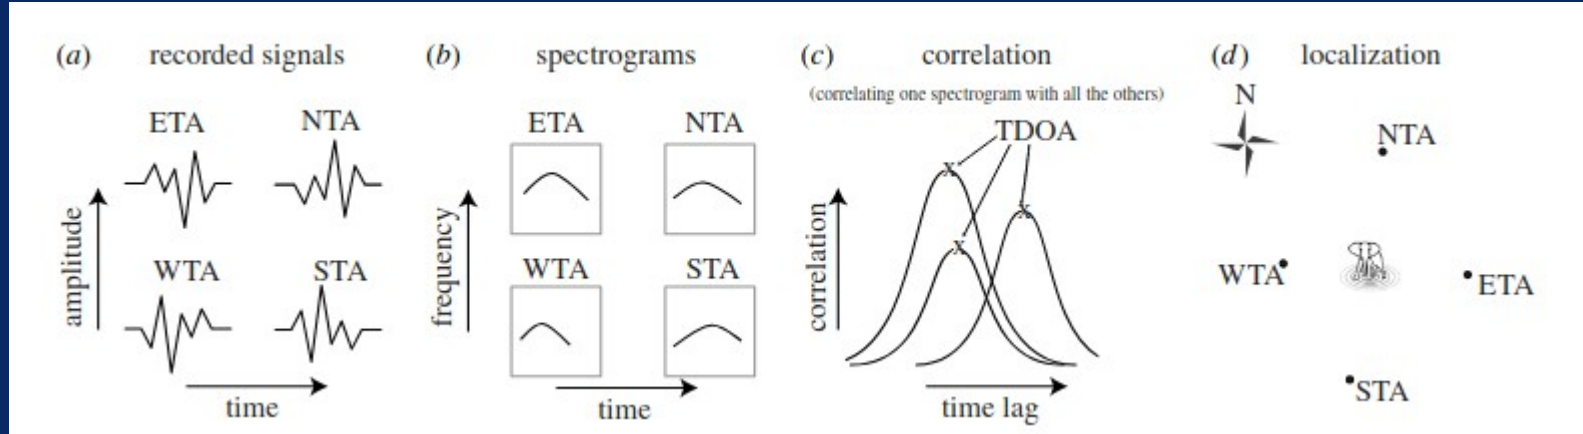 (a) recorded signals
ETA NTA
WTA STA
amplitude
time
(b) spectrograms
ETA NTA
WTA STA
frequency
time
(c) correlation
(correlating one spectrogram with all the others)
TDOA
x
x
x
correlation
time lag
(d) localization
N
NTA
WTA
ETA
STA